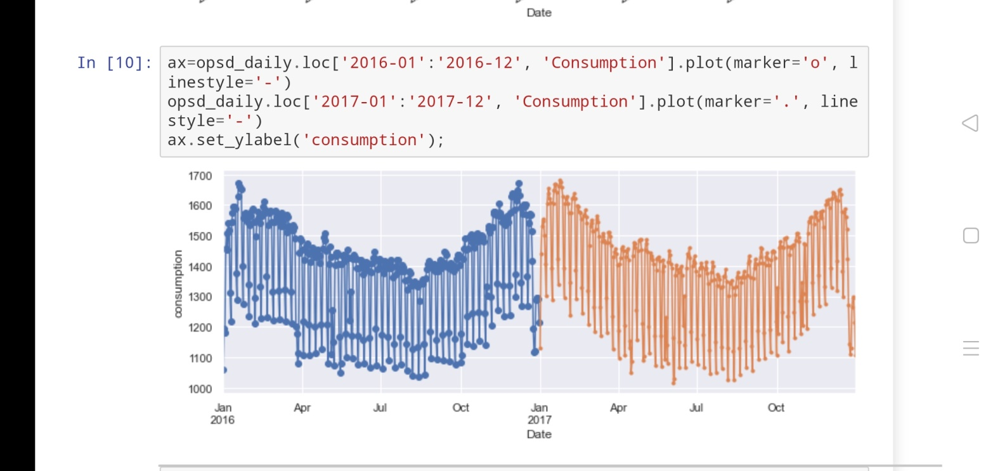 Date
In [10]:
ax=opsd_daily.loc['2016-01':'2016-12', 'Consumption'].plot(marker='o', l
inestyle='-')
opsd_daily.loc['2017-01':'2017-12', 'Consumption'].plot(marker='.', line
style='-')
ax.set_ylabel('consumption');
1700
1600
1500
1400
1300
1200
1100
1000
consumption
Jan Apr Jul Oct Jan Apr Jul Oct
2016 2017
Date